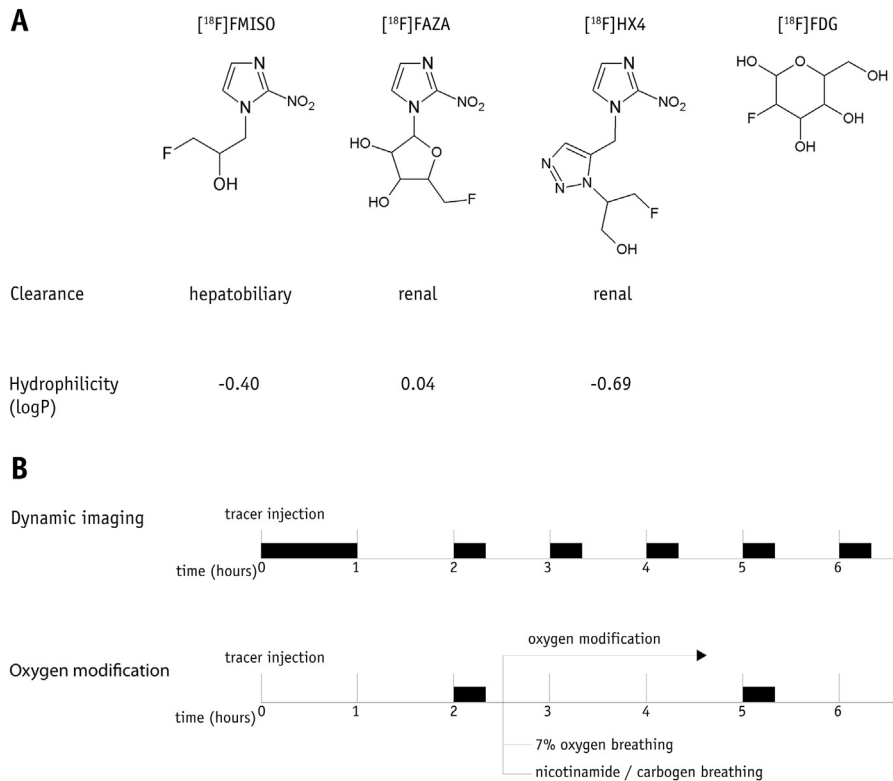 A
[18F]FMISO [18F]FAZA [18F]HX4 [18F]FDG
N N NO2 F OH
N N NO2 HO O HO F
N N NO2 N N N F OH
HO O OH F OH OH
Clearance hepatobiliary renal renal
Hydrophilicity -0.40 0.04 -0.69
(logP)
B
Dynamic imaging
tracer injection
time (hours) 0 1 2 3 4 5 6
oxygen modification
Oxygen modification
tracer injection
time (hours) 0 1 2 3 4 5 6
7% oxygen breathing
nicotinamide / carbogen breathing